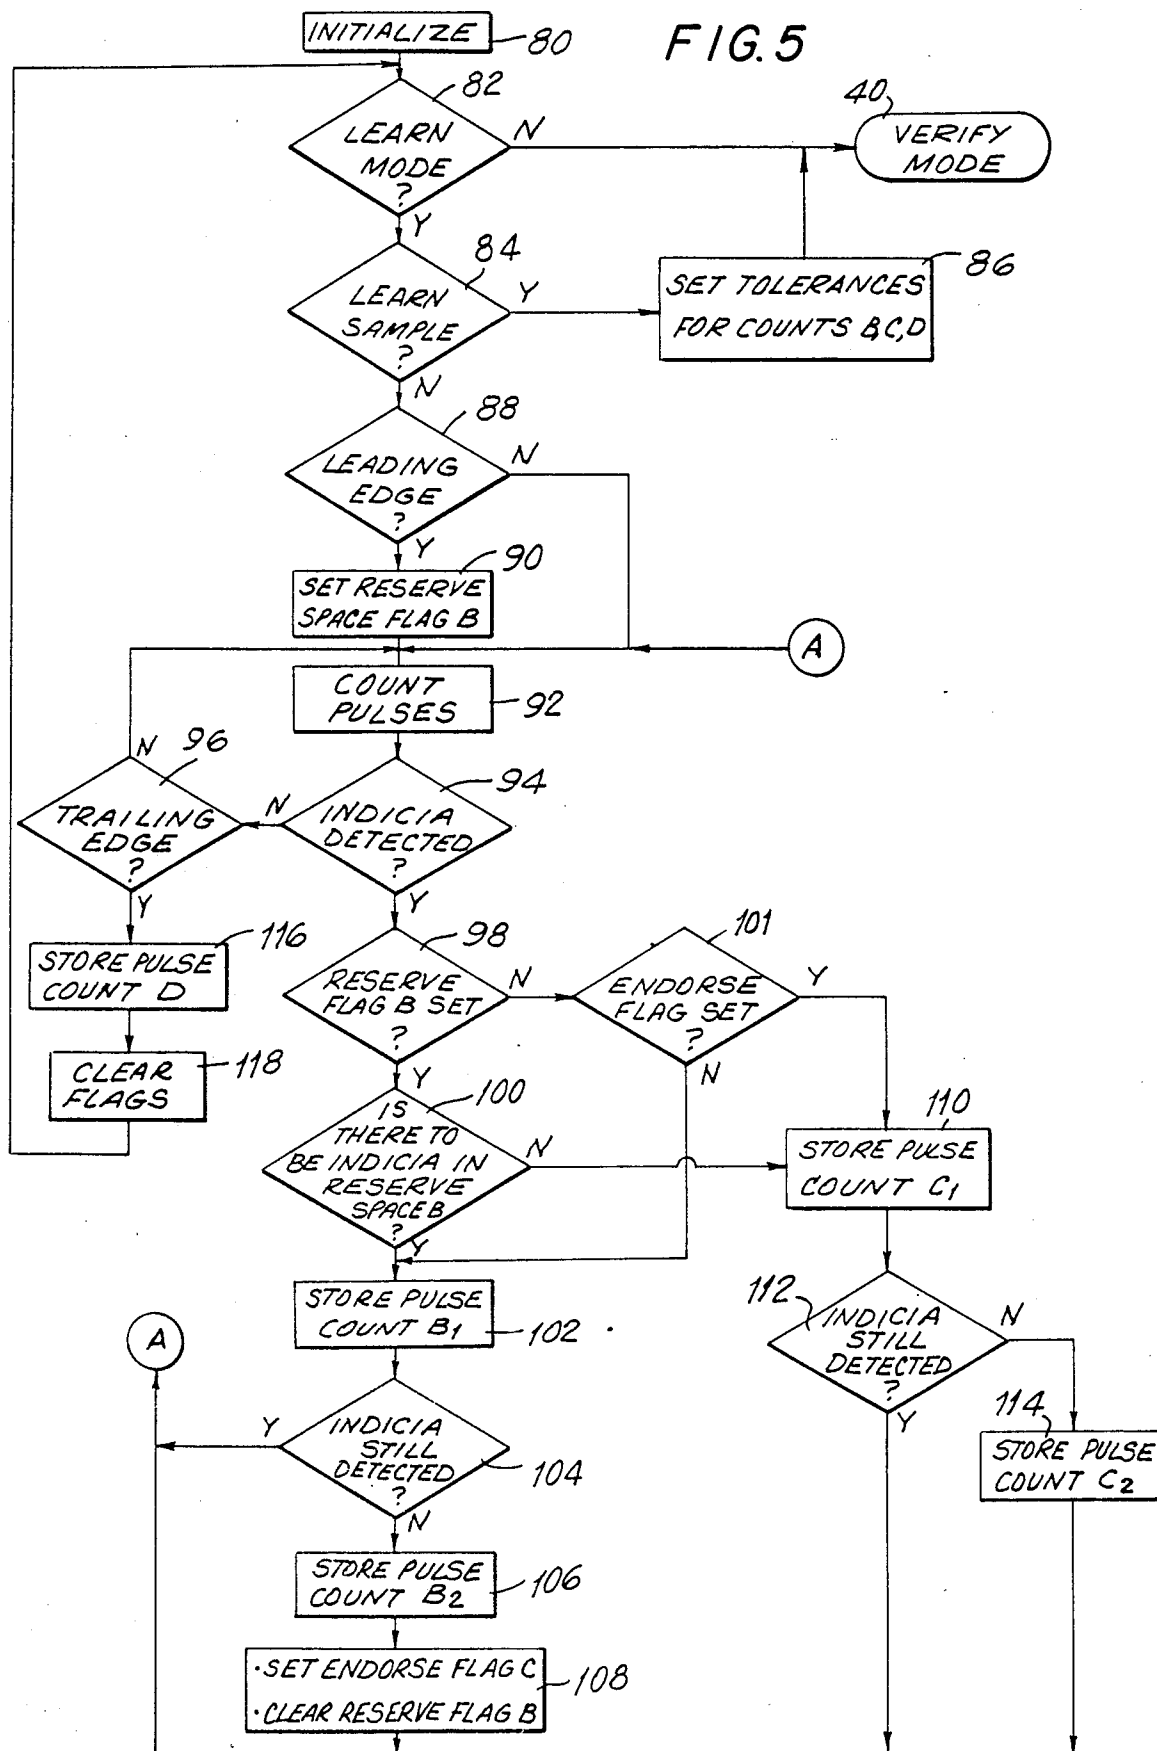 INITIALIZE
80
FIG.5
82
LEARN
MODE
?
N
Y
40
VERIFY
MODE
84
LEARN
SAMPLE
?
Y
N
86
SET TOLERANCES
FOR COUNTS B,C,D
88
LEADING
EDGE
?
N
Y
90
SET RESERVE
SPACE FLAG B
A
COUNT
PULSES
92
94
INDICIA
DETECTED
?
N
Y
96
N
TRAILING
EDGE
?
Y
116
STORE PULSE
COUNT D
118
CLEAR
FLAGS
98
RESERVE
FLAG B SET
?
N
Y
101
ENDORSE
FLAG SET
?
Y
N
100
IS
THERE TO
BE INDICIA IN
RESERVE
SPACE B
?
N
Y
110
STORE PULSE
COUNT C1
STORE PULSE
COUNT B1
102
112
INDICIA
STILL
DETECTED
?
N
Y
A
Y
INDICIA
STILL
DETECTED
?
104
N
114
STORE PULSE
COUNT C2
STORE PULSE
COUNT B2
106
·SET ENDORSE FLAG C
·CLEAR RESERVE FLAG B
108